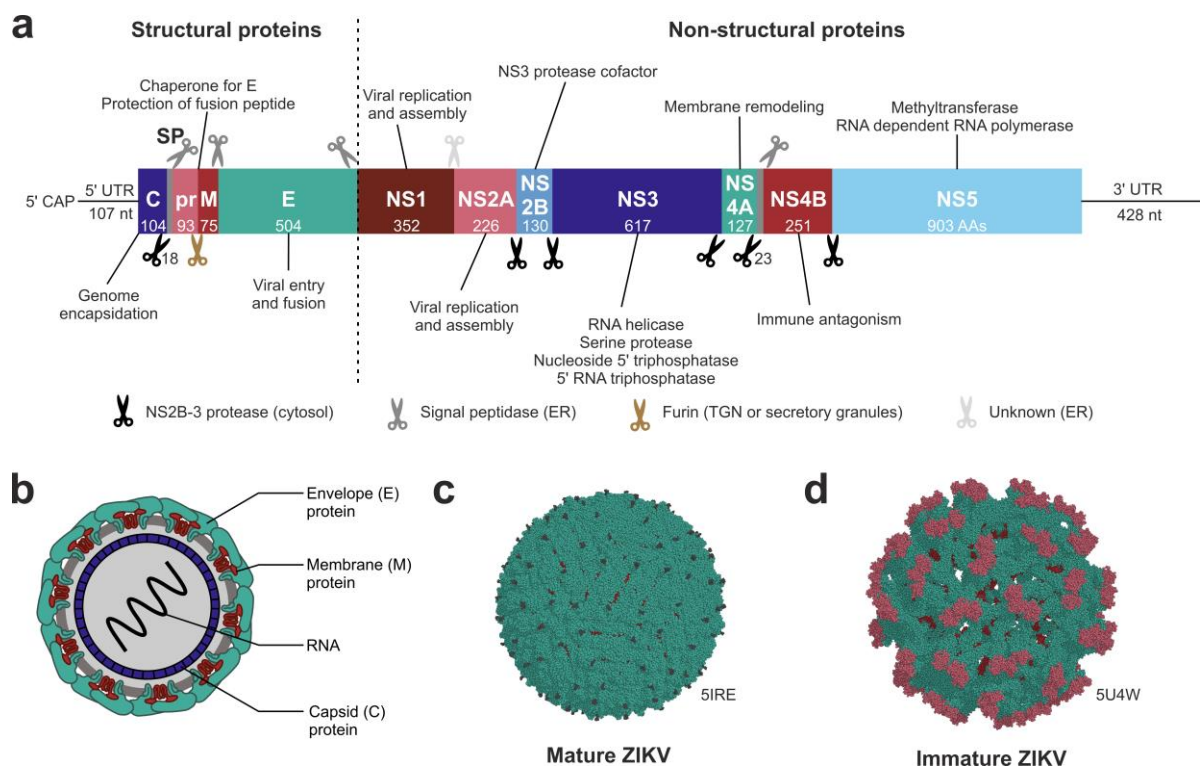 a
Structural proteins
Non-structural proteins
Chaperone for E
Protection of fusion peptide
Viral replication
and assembly
NS3 protease cofactor
Membrane remodeling
Methyltransferase
RNA dependent RNA polymerase
SP
5' CAP
5' UTR
107 nt
C
104
18
pr
93
M
75
E
504
NS1
352
NS2A
226
NS
2B
130
NS3
617
NS
4A
127
23
NS4B
251
NS5
903 AAs
3' UTR
428 nt
Genome
encapsidation
Viral entry
and fusion
Viral replication
and assembly
RNA helicase
Serine protease
Nucleoside 5' triphosphatase
5' RNA triphosphatase
Immune antagonism
NS2B-3 protease (cytosol)
Signal peptidase (ER)
Furin (TGN or secretory granules)
Unknown (ER)
b
Envelope (E)
protein
Membrane (M)
protein
RNA
Capsid (C)
protein
c
5IRE
Mature ZIKV
d
5U4W
Immature ZIKV